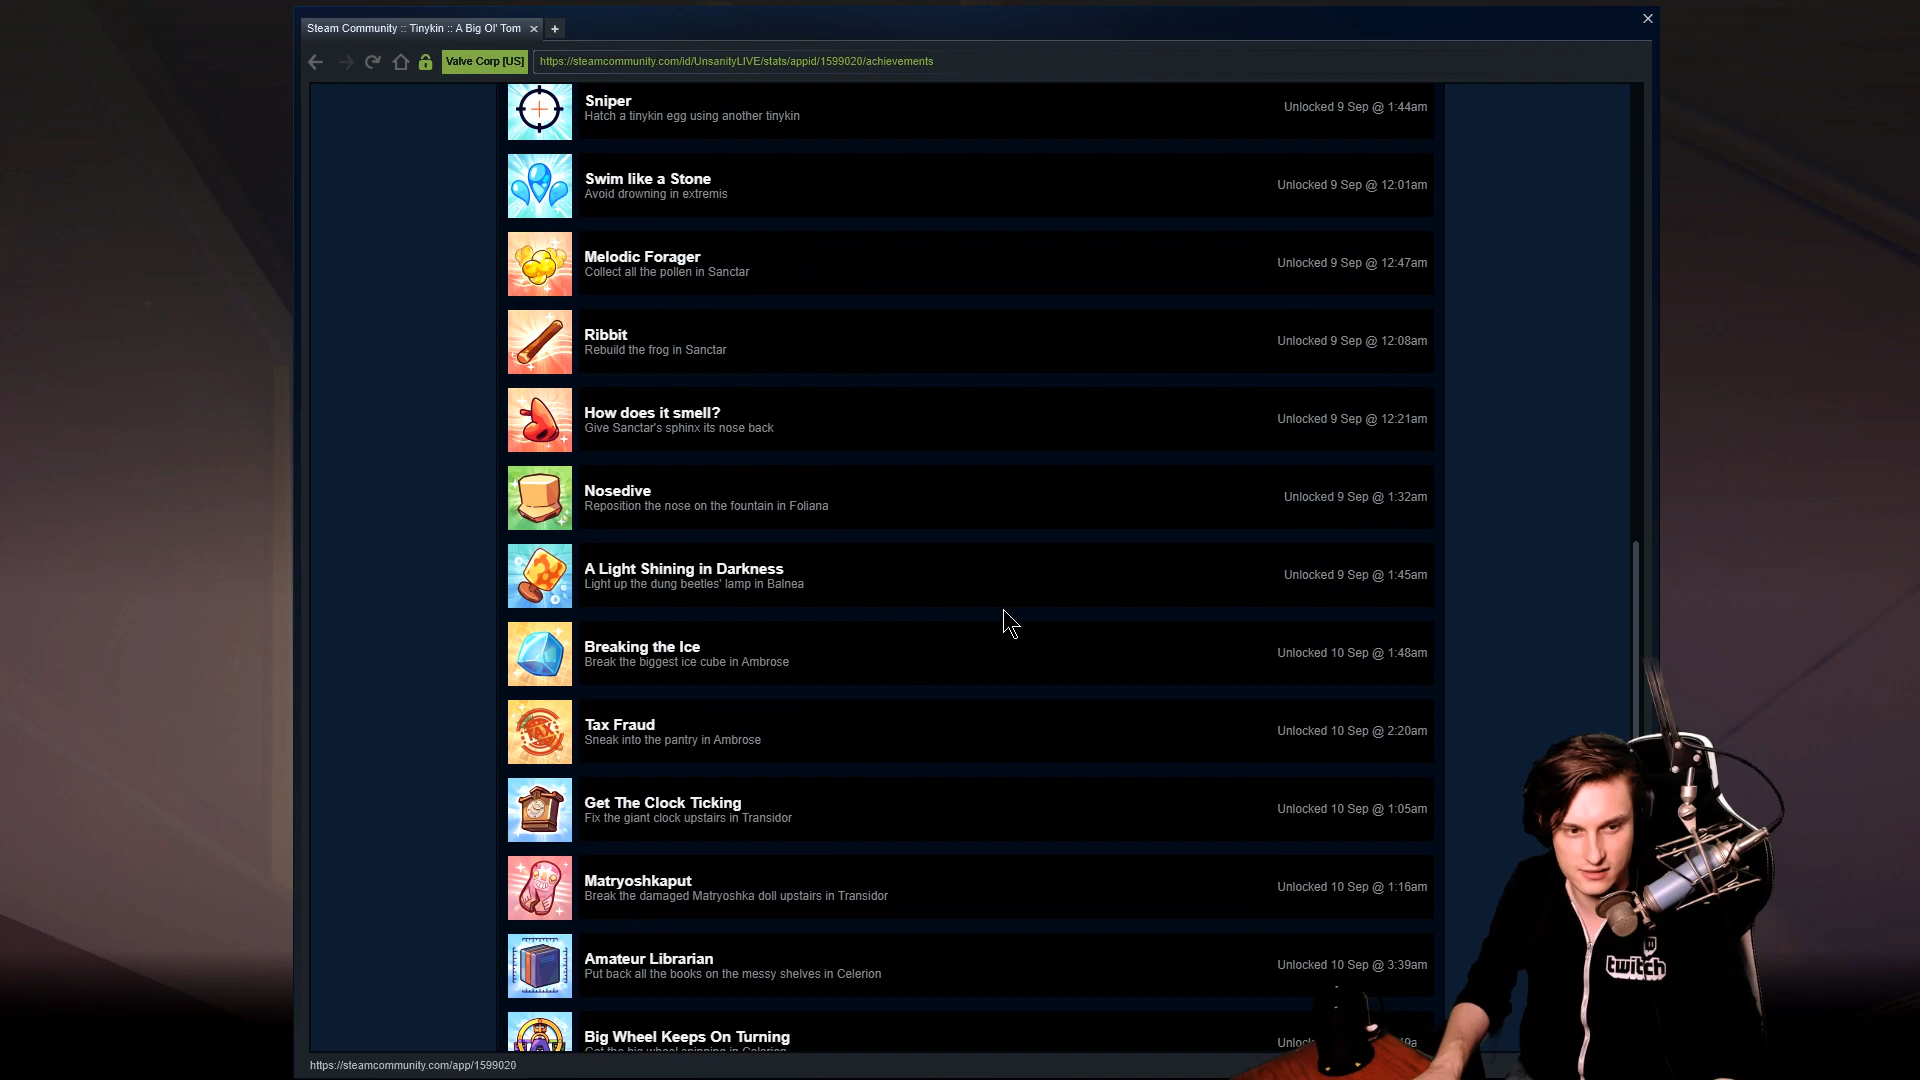 Steam Community :: Tinykin :: A Big Ol' Tom
Valve Corp [US]
https://steamcommunity.com/id/UnsanityLIVE/stats/appid/1599020/achievements
Sniper
Hatch a tinykin egg using another tinykin
Unlocked 9 Sep @ 1:44am
Swim like a Stone
Avoid drowning in extremis
Unlocked 9 Sep @ 12:01am
Melodic Forager
Collect all the pollen in Sanctar
Unlocked 9 Sep @ 12:47am
Ribbit
Rebuild the frog in Sanctar
Unlocked 9 Sep @ 12:08am
How does it smell?
Give Sanctar's sphinx its nose back
Unlocked 9 Sep @ 12:21am
Nosedive
Reposition the nose on the fountain in Foliana
Unlocked 9 Sep @ 1:32am
A Light Shining in Darkness
Light up the dung beetles' lamp in Balnea
Unlocked 9 Sep @ 1:45am
Breaking the Ice
Break the biggest ice cube in Ambrose
Unlocked 10 Sep @ 1:48am
TAX
Tax Fraud
Sneak into the pantry in Ambrose
Unlocked 10 Sep @ 2:20am
Get The Clock Ticking
Fix the giant clock upstairs in Transidor
Unlocked 10 Sep @ 1:05am
Matryoshkaput
Break the damaged Matryoshka doll upstairs in Transidor
Unlocked 10 Sep @ 1:16am
Amateur Librarian
Put back all the books on the messy shelves in Celerion
Unlocked 10 Sep @ 3:39am
Big Wheel Keeps On Turning
Get the big wheel spinning in Celerion
twitch
https://steamcommunity.com/app/1599020